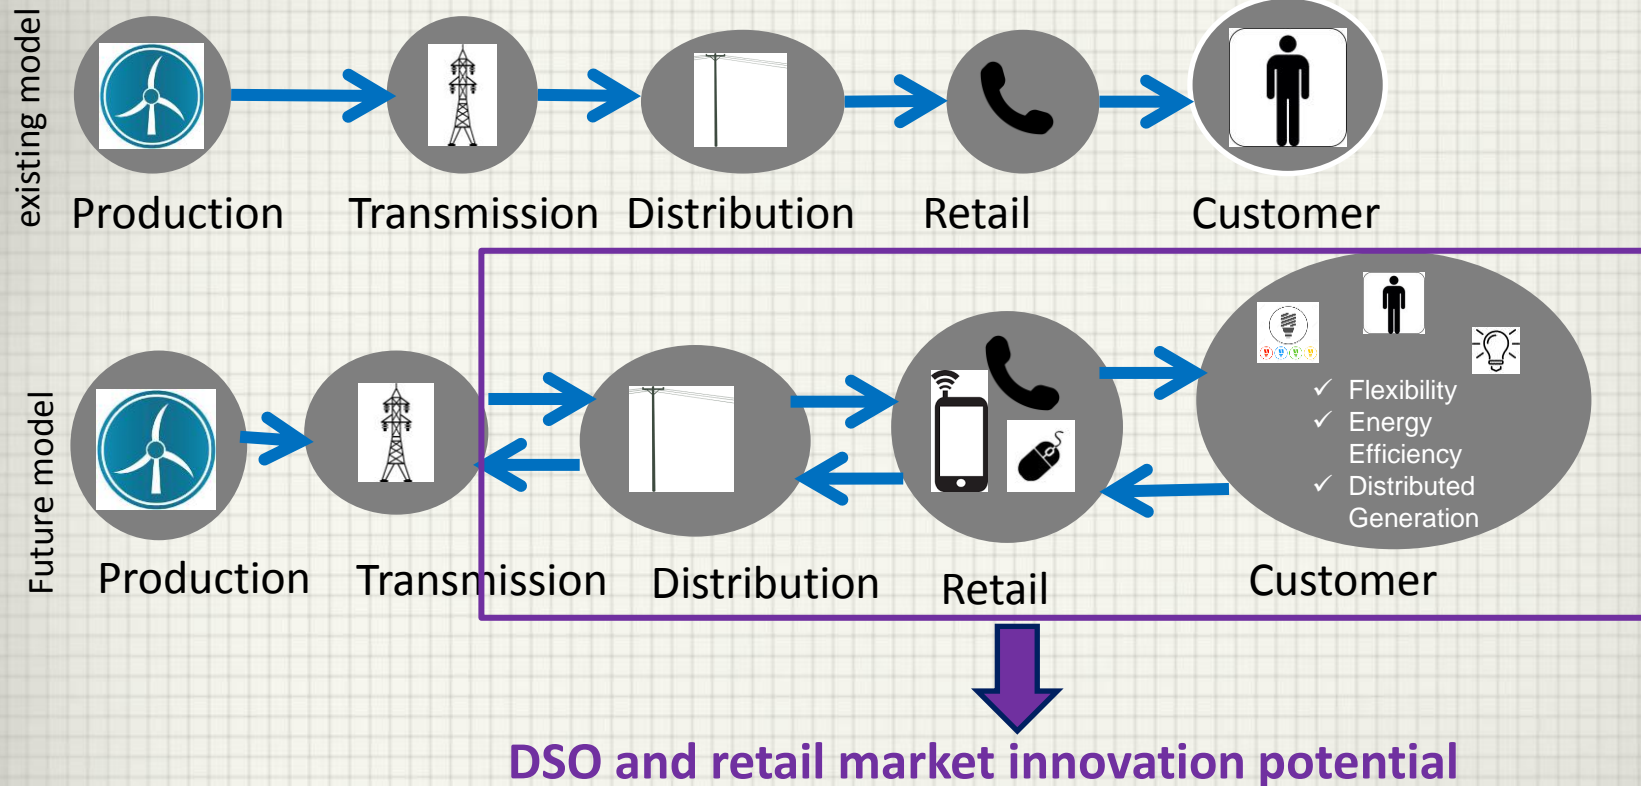 existing model
Production
Transmission
Distribution
Retail
Customer
Future model
✓ Flexibility
✓ Energy
Efficiency
✓ Distributed
Generation
Production
Transmission
Distribution
Retail
Customer
DSO and retail market innovation potential